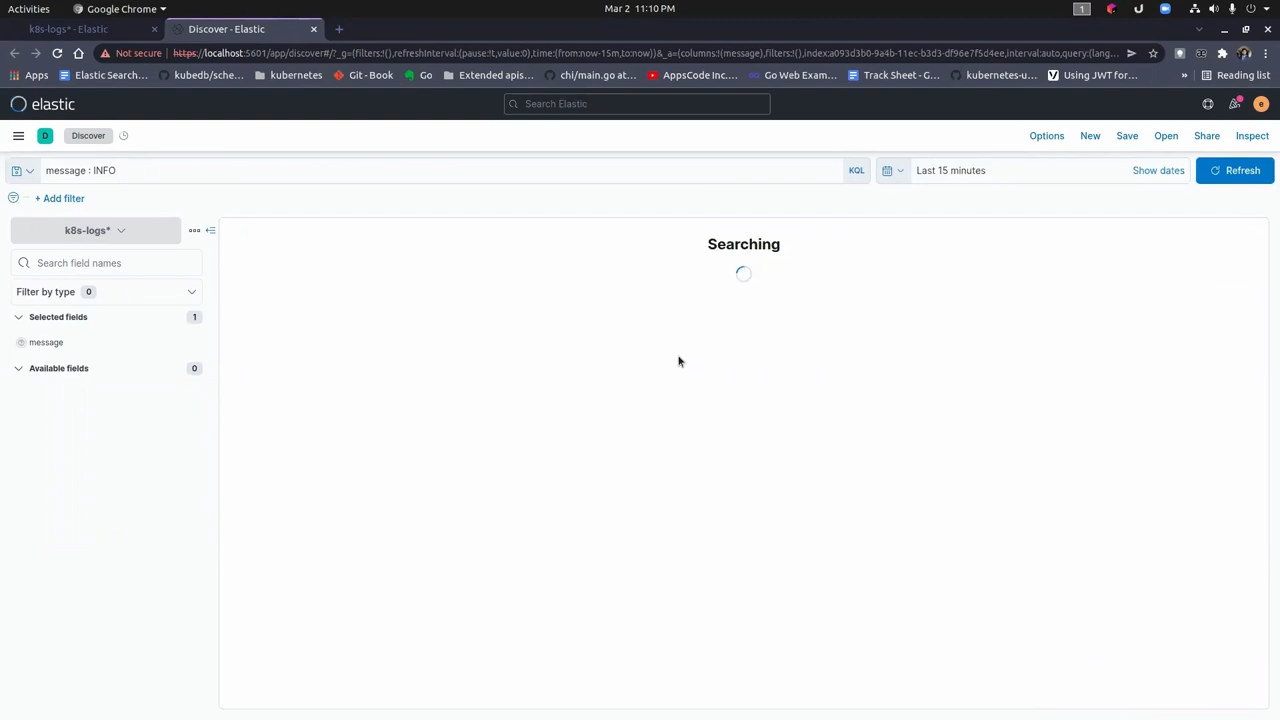 Activities
Google Chrome
Mar 2 11:10 PM
1
k8s-logs* - Elastic
Discover - Elastic
Not secure
https://localhost:5601/app/discover#/?_g=(filters:!(),refreshInterval:(pause:!t,value:0),time:(from:now-15m,to:now))&_a=(columns:!(message),filters:!(),index:a093d3b0-9a4b-11ec-b3d3-df96e7f5d4ee,interval:auto,query:(lang...
Apps
Elastic Search...
kubedb/sche...
kubernetes
Git - Book
Go
Extended apis...
chi/main.go at...
AppsCode Inc....
Go Web Exam...
Track Sheet - G...
kubernetes-u...
Using JWT for...
»
Reading list
elastic
Search Elastic
e
D
Discover
Options
New
Save
Open
Share
Inspect
message : INFO
KQL
Last 15 minutes
Show dates
Refresh
+ Add filter
k8s-logs*
Search field names
Filter by type 0
Selected fields 1
message
Available fields 0
Searching